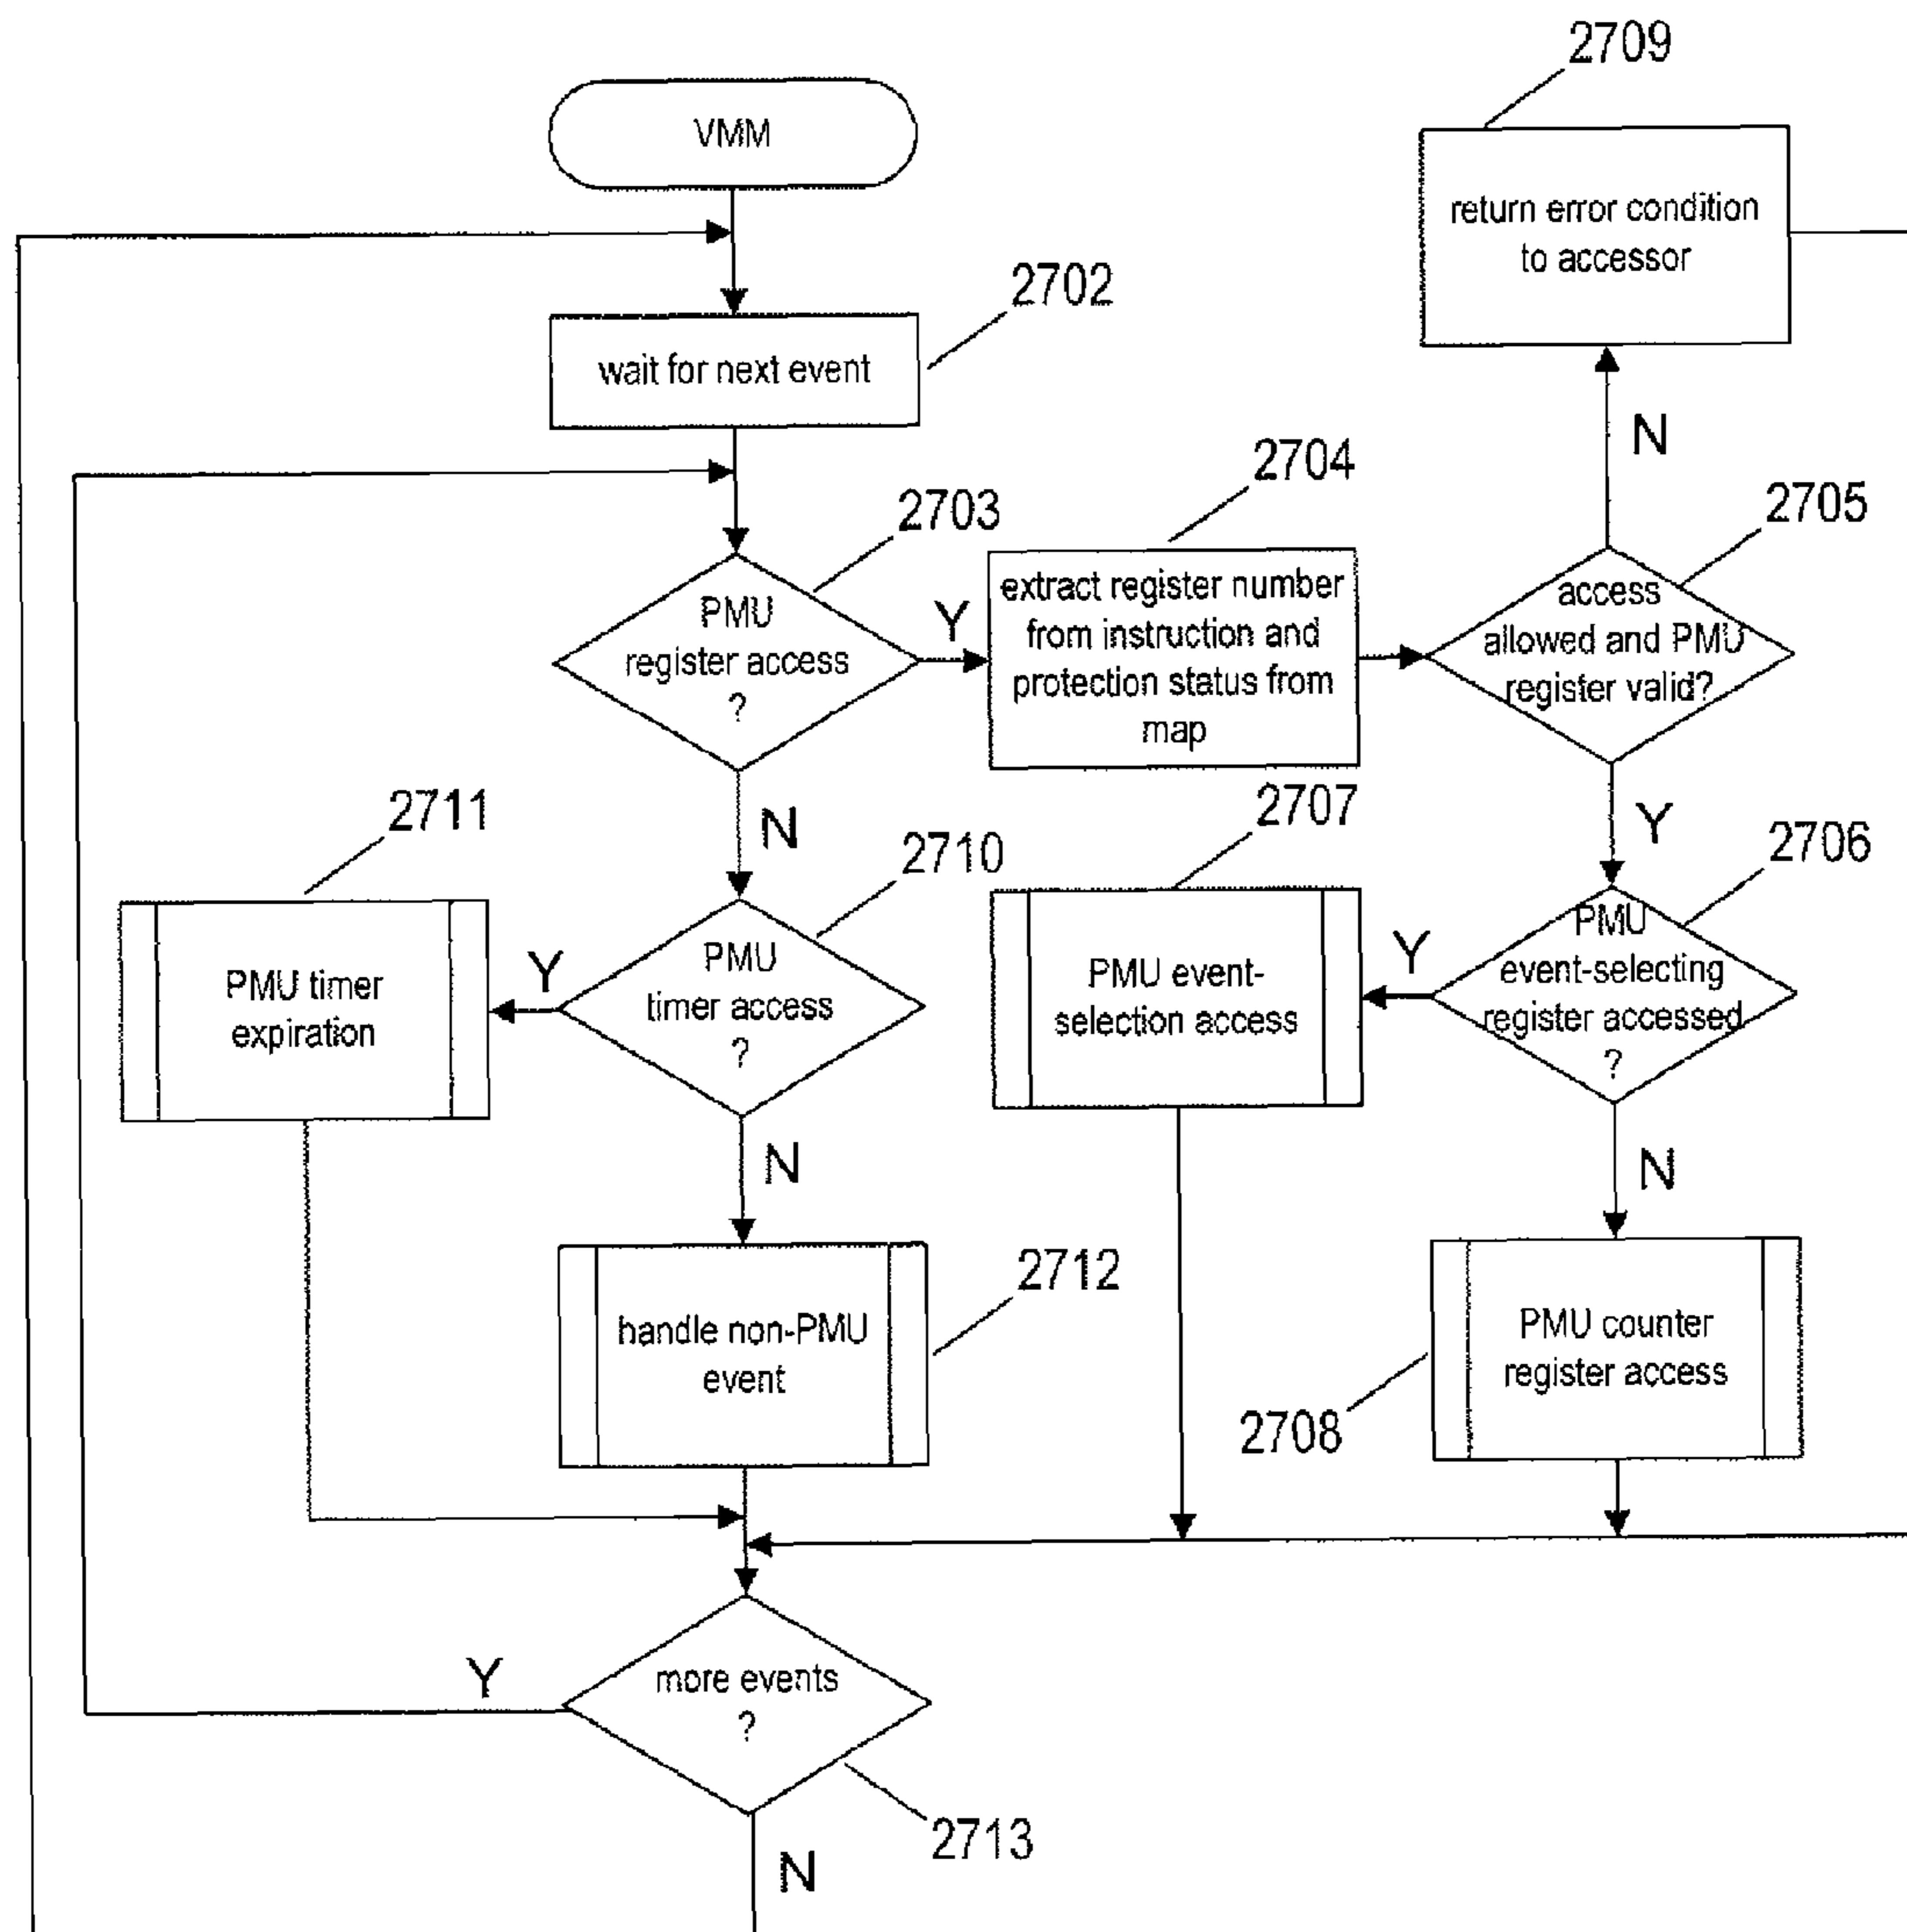 2709
VMM
return error condition
to accessor
2702
wait for next event
N
2704
2703
2705
PMU
register access
?
Y
extract register number
from instruction and
protection status from
map
access
allowed and PMU
register valid?
2711
N
2710
2707
Y
2706
PMU timer
expiration
Y
PMU
timer access
?
PMU event-
selection access
Y
PMU
event-selecting
register accessed
?
N
N
2712
handle non-PMU
event
PMU counter
register access
2708
Y
more events
?
2713
N